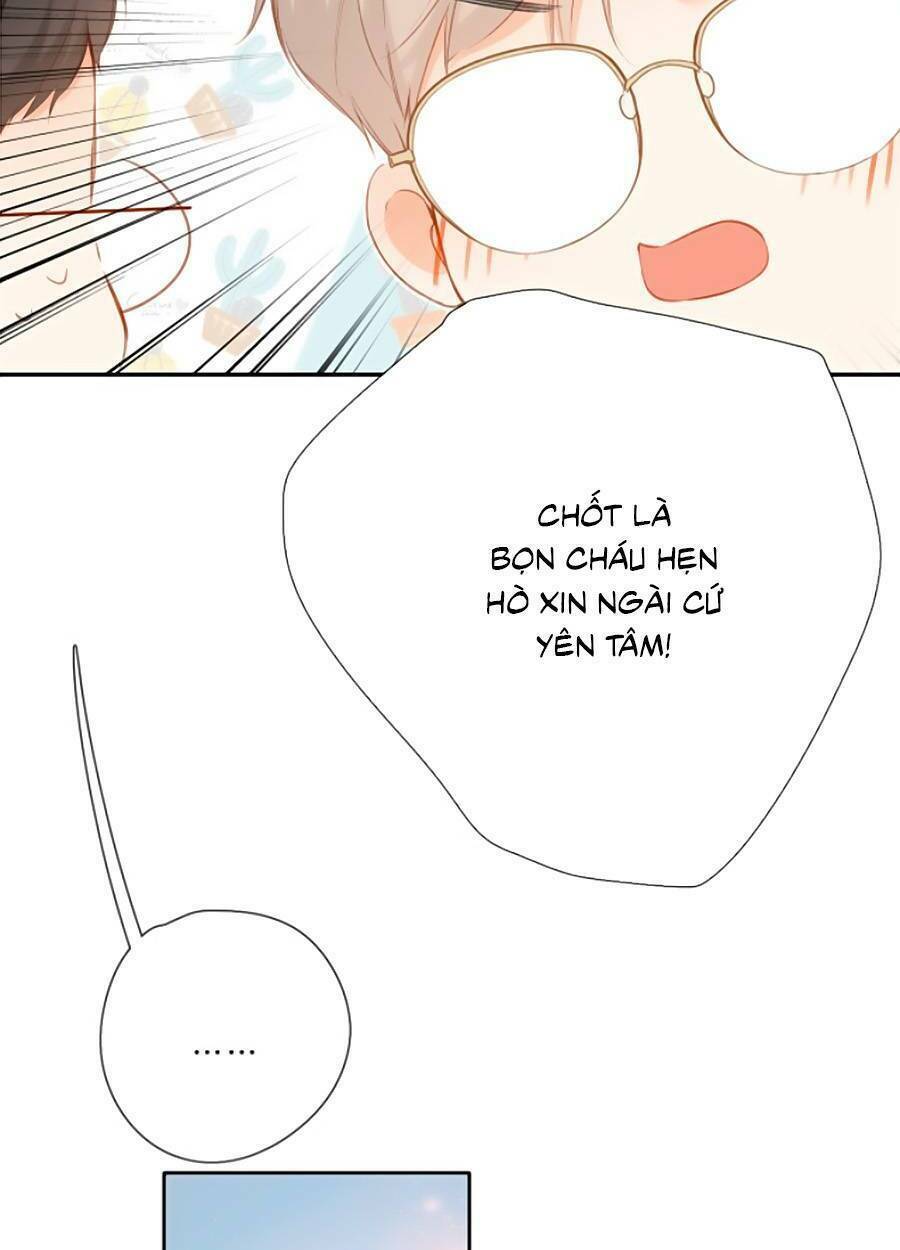 CHỐT LÀ
BỌN CHÁU HẸN
HÒ XIN NGÀI CỨ
YÊN TÂM!
......